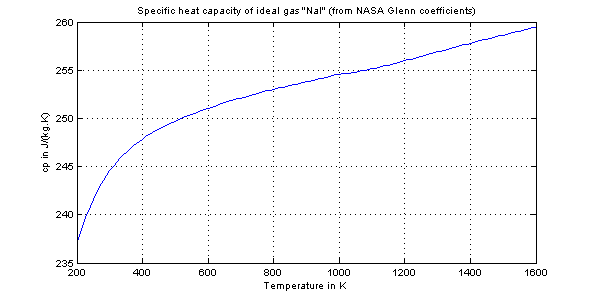 Specific heat capacity of ideal gas "NaI" (from NASA Glenn coefficients)
cp in J/(kg.K)
260
255
250
245
240
235
200 400 600 800 1000 1200 1400 1600
Temperature in K